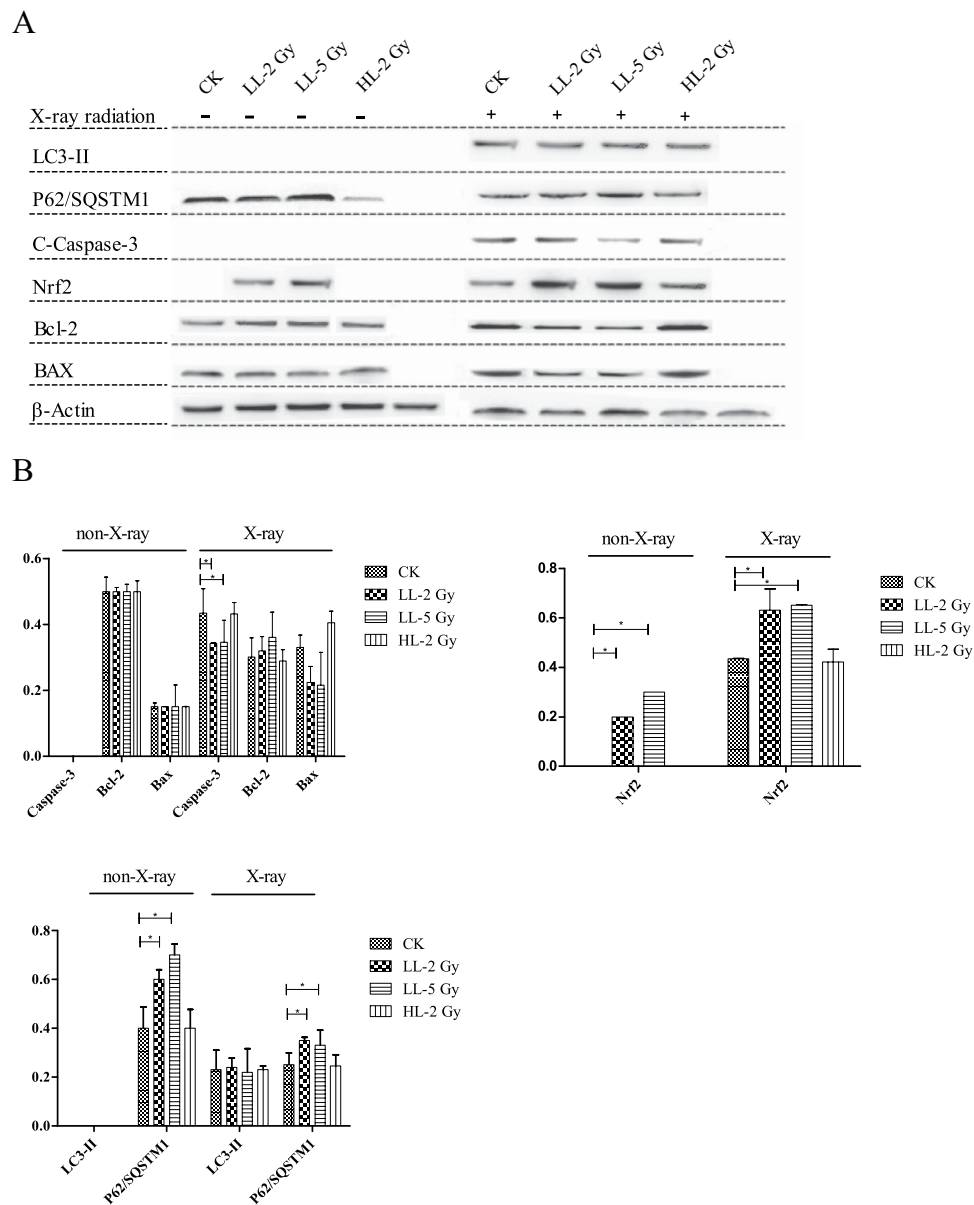 A
CK LL-2 Gy LL-5 Gy HL-2 Gy CK LL-2 Gy LL-5 Gy HL-2 Gy
X-ray radiation - - - - + + + +
LC3-II
P62/SQSTM1
C-Caspase-3
Nrf2
Bcl-2
BAX
β-Actin
B
non-X-ray X-ray
0.6
0.4
0.2
0.0
* *
Caspase-3 Bcl-2 Bax Caspase-3 Bcl-2 Bax
CK
LL-2 Gy
LL-5 Gy
HL-2 Gy
non-X-ray X-ray
0.8
0.6
0.4
0.2
0.0
* * * *
Nrf2 Nrf2
CK
LL-2 Gy
LL-5 Gy
HL-2 Gy
non-X-ray X-ray
0.8
0.6
0.4
0.2
0.0
* * * *
LC3-II P62/SQSTM1 LC3-II P62/SQSTM1
CK
LL-2 Gy
LL-5 Gy
HL-2 Gy